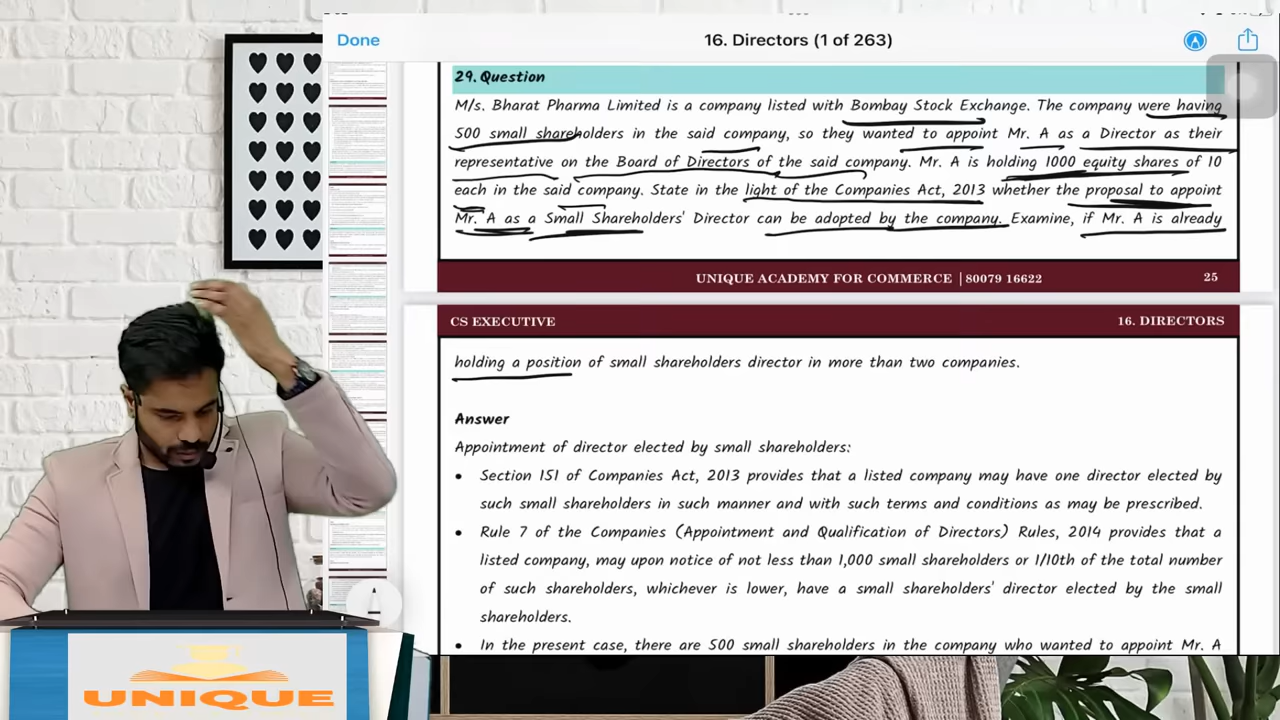 Done
16. Directors (1 of 263)
29. Question
M/s. Bharat Pharma Limited is a company listed with Bombay Stock Exchange. There were having
500 small shareholders in the said company, they wanted to appoint Mr. A as a Director as their
representative on the Board of Directors of the said company. Mr. A is holding 1000 equity shares of 10
each in the said company. State in the light of the Companies Act, 2013 whether the proposal to appoint
Mr. A as a Small Shareholders' Director can be adopted by the company. Explain, if Mr. A is already
UNIQUE ACADEMY FOR COMMERCE | 80079
25
CS EXECUTIVE
16. DIRECTORS
holding position of small shareholders director in more than two companies.
Answer
Appointment of director elected by small shareholders:
• Section 151 of Companies Act, 2013 provides that a listed company may have one director elected by
such small shareholders in such manner and with such terms and conditions as may be prescribed.
• Rule 7 of the Companies (Appointment and Qualification of Directors) Rules, 2014 provides that a
listed company, may upon notice of not less than 1,000 small shareholders or 1/10th of the total number
of such shareholders, whichever is lower, have a small shareholders' director elected by the small
shareholders.
• In the present case, there are 500 small shareholders in the company who wanted to appoint Mr. A
UNIQUE